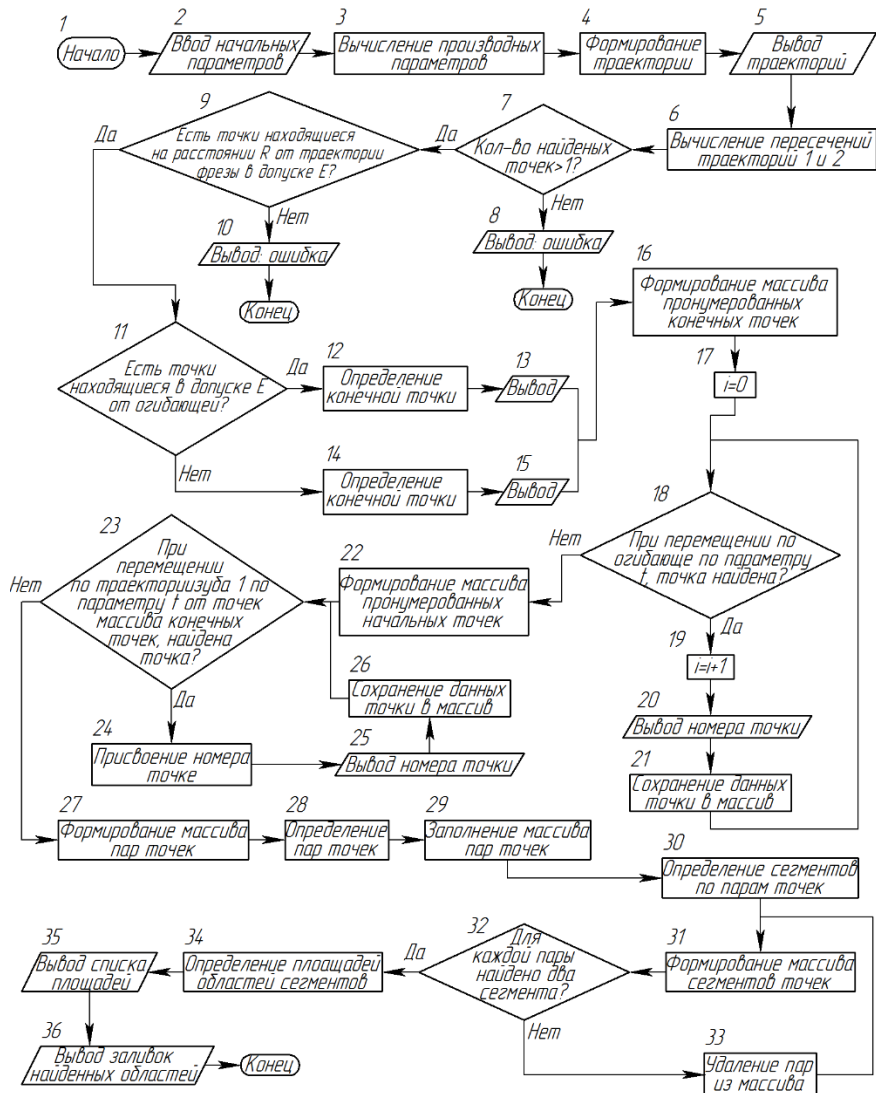 1
Начало
2
Ввод начальных
параметров
3
Вычисление производных
параметров
4
Формирование
траектории
5
Вывод
траекторий
6
Вычисление пересечений
траекторий 1 и 2
7
Кол-во найденых
точек>1?
Да
Нет
8
Вывод: ошибка
Конец
9
Есть точки находящиеся
на расстоянии R от траектории
фрезы в допуске E?
Да
Нет
10
Вывод: ошибка
Конец
11
Есть точки
находящиеся в допуске E
от огибающей?
Да
Нет
12
Определение
конечной точки
13
Вывод
14
Определение
конечной точки
15
Вывод
16
Формирование массива
пронумерованных
конечных точек
17
i=0
18
При перемещении по
огибающе по параметру
t, точка найдена?
Нет
Да
19
i=i+1
20
Вывод номера точки
21
Сохранение данных
точки в массив
22
Формирование массива
пронумерованных
начальных точек
23
При
перемещении
по траекториизуба 1 по
параметру t от точек
массива конечных
точек, найдена
точка?
Нет
Да
24
Присвоение номера
точке
25
Вывод номера точки
26
Сохранение данных
точки в массив
27
Формирование массива
пар точек
28
Определение
пар точек
29
Заполнение массива
пар точек
30
Определение сегментов
по парам точек
31
Формирование массива
сегментов точек
32
Для
каждой пары
найдено два
сегмента?
Да
Нет
33
Удаление пар
из массива
34
Определение плоащадей
областей сегментов
35
Вывод списка
площадей
36
Вывод заливок
найденных областей
Конец